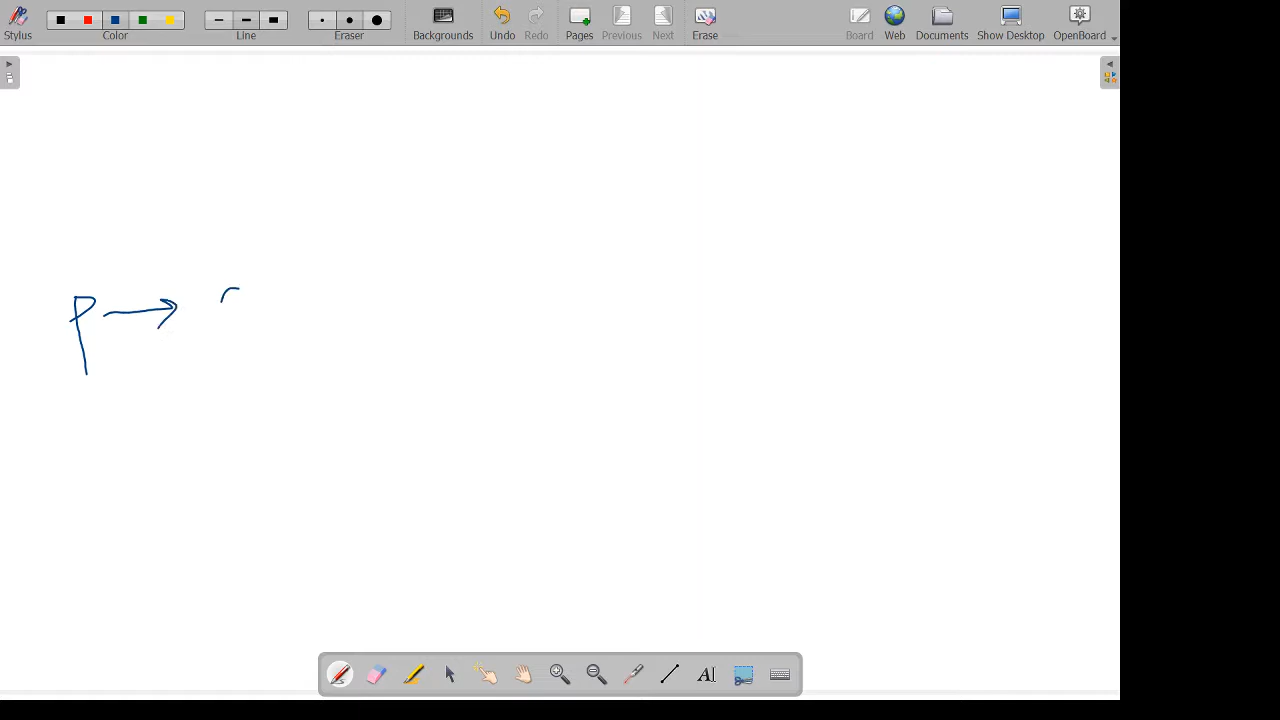 Stylus Color Line Eraser Backgrounds Undo Redo Pages Previous Next Erase Board Web Documents Show Desktop OpenBoard
P →